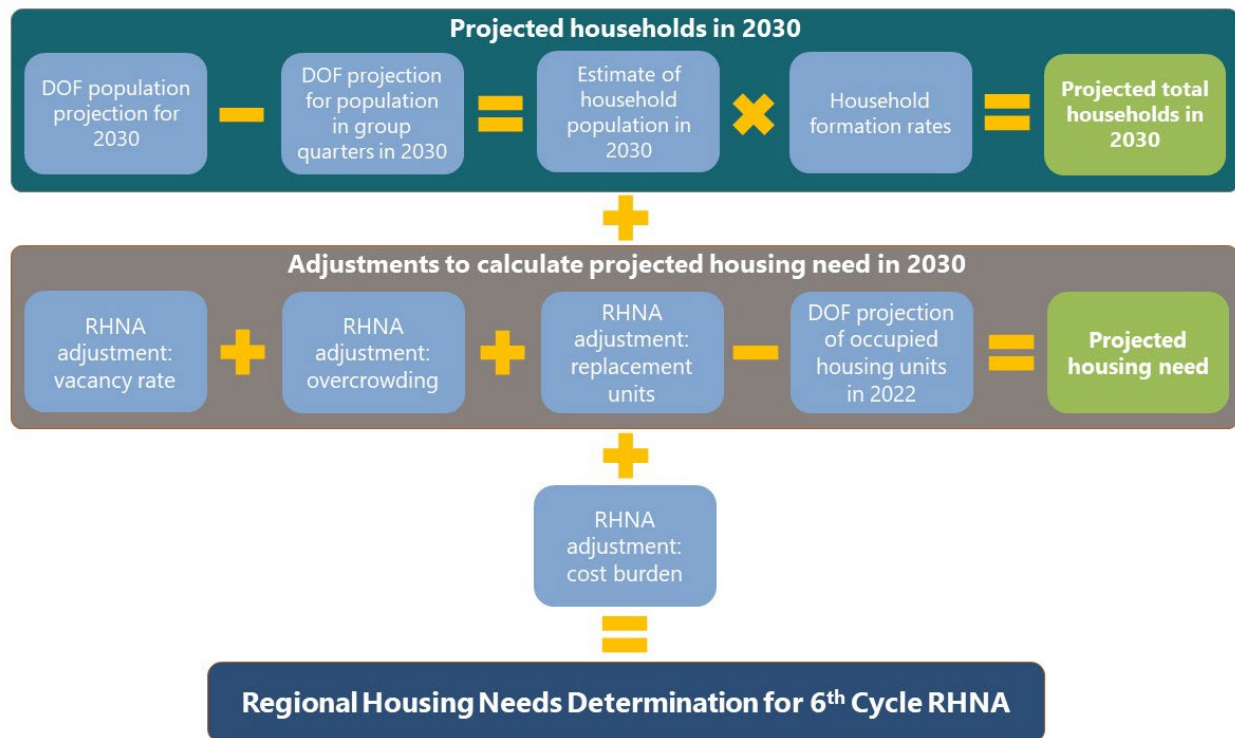 Projected households in 2030
DOF population
projection for
2030
DOF projection
for population
in group
quarters in 2030
Estimate of
household
population in
2030
Household
formation rates
Projected total
households in
2030
Adjustments to calculate projected housing need in 2030
RHNA
adjustment:
vacancy rate
RHNA
adjustment:
overcrowding
RHNA
adjustment:
replacement
units
DOF projection
of occupied
housing units
in 2022
Projected
housing need
RHNA
adjustment:
cost burden
Regional Housing Needs Determination for 6th Cycle RHNA